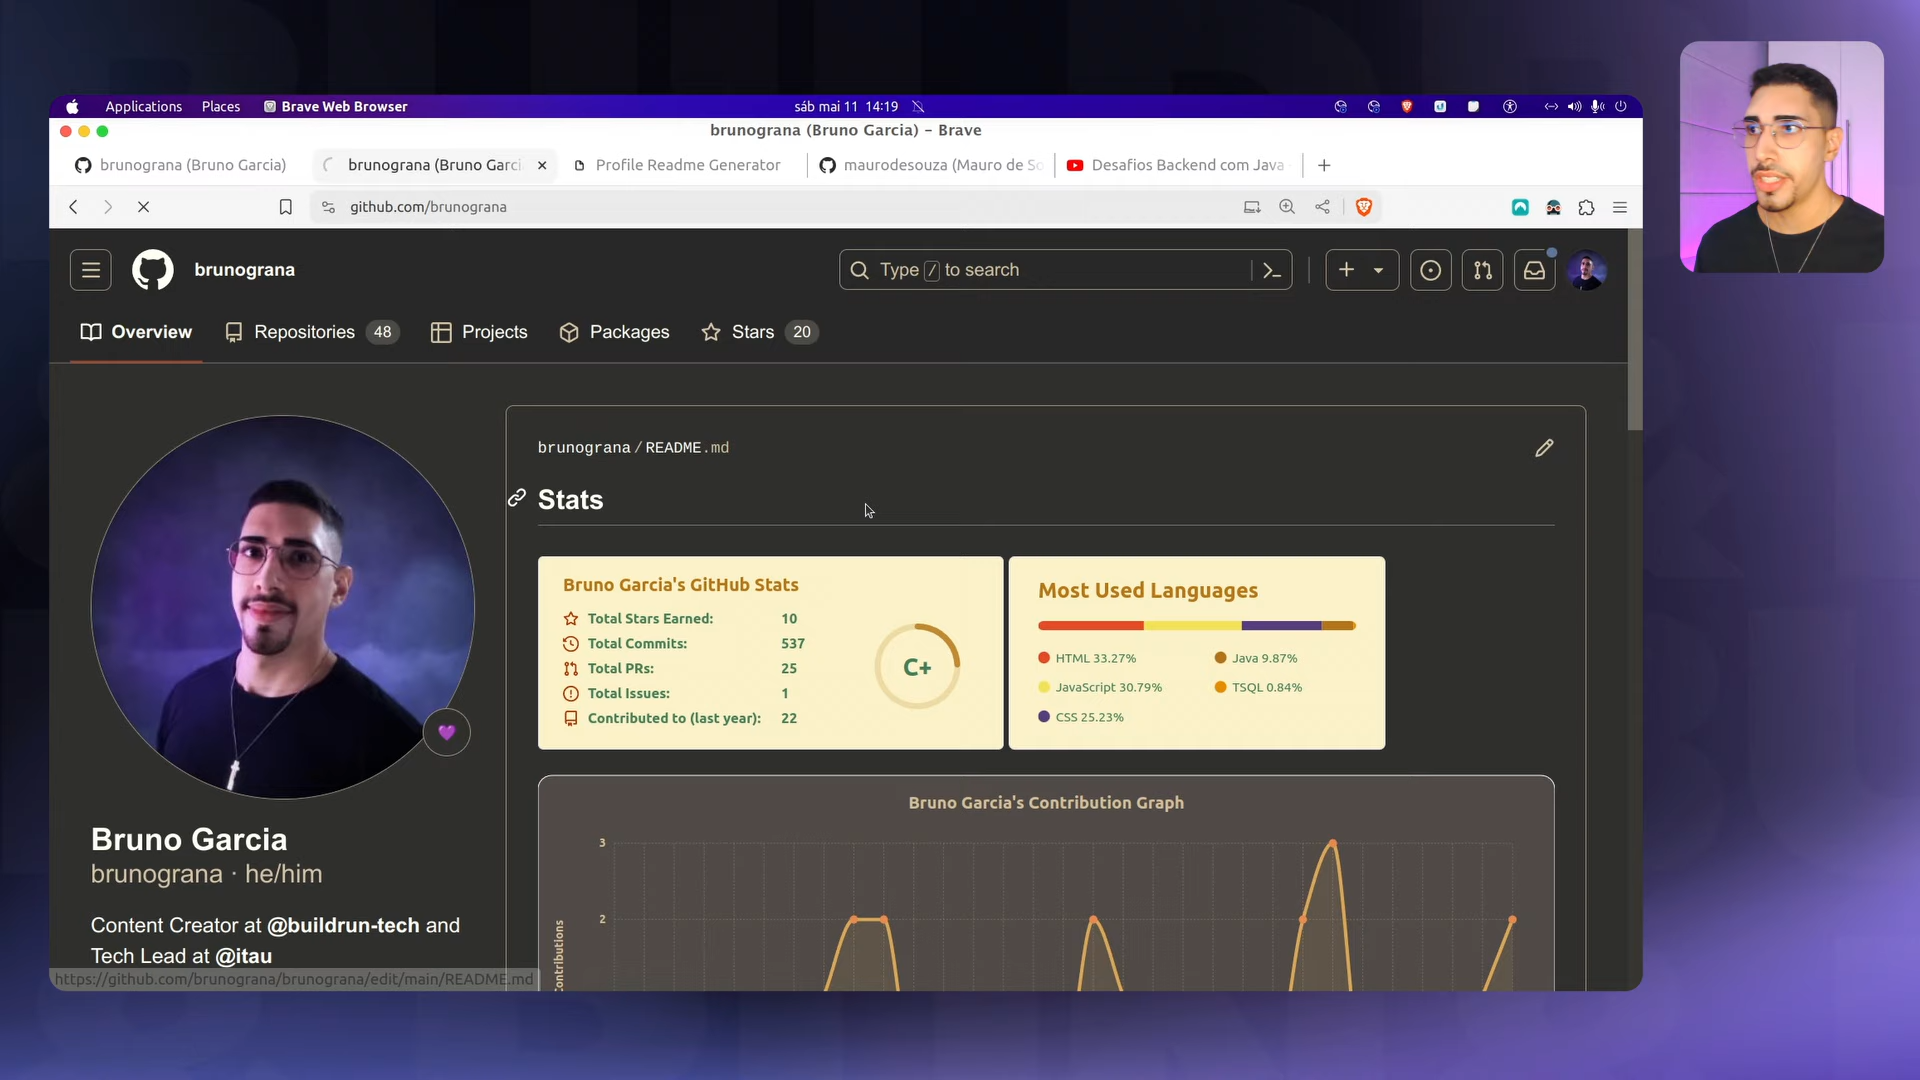 Applications Places Brave Web Browser sáb mai 11 14:19
brunograna (Bruno Garcia) – Brave
brunograna (Bruno Garcia) brunograna (Bruno Garci Profile Readme Generator maurodesouza (Mauro de So Desafios Backend com Java
github.com/brunograna
brunograna Type / to search
Overview Repositories 48 Projects Packages Stars 20
brunograna/README.md
Stats
Bruno Garcia's GitHub Stats
Total Stars Earned: 10
Total Commits: 537
Total PRs: 25
Total Issues: 1
Contributed to (last year): 22
C+
Most Used Languages
HTML 33.27% Java 9.87%
JavaScript 30.79% TSQL 0.84%
CSS 25.23%
Bruno Garcia's Contribution Graph
3
2
Contributions
Bruno Garcia
brunograna · he/him
Content Creator at @buildrun-tech and
Tech Lead at @itau
https://github.com/brunograna/brunograna/edit/main/README.md